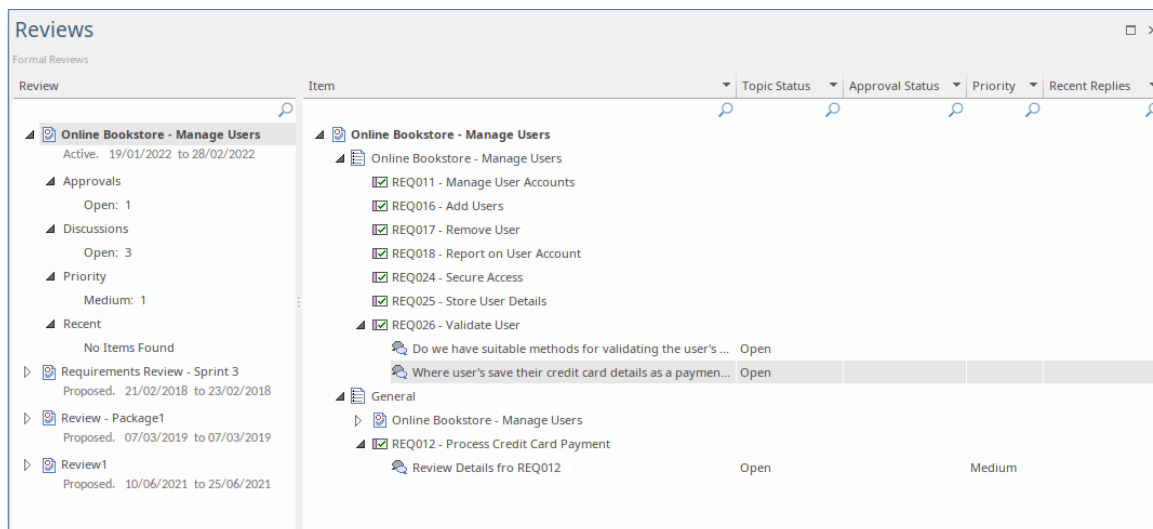 Reviews
Formal Reviews
Review
Item
Topic Status
Approval Status
Priority
Recent Replies
Online Bookstore - Manage Users
Active. 19/01/2022 to 28/02/2022
Approvals
Open: 1
Discussions
Open: 3
Priority
Medium: 1
Recent
No Items Found
Requirements Review - Sprint 3
Proposed. 21/02/2018 to 23/02/2018
Review - Package1
Proposed. 07/03/2019 to 07/03/2019
Review1
Proposed. 10/06/2021 to 25/06/2021
Online Bookstore - Manage Users
Online Bookstore - Manage Users
REQ011 - Manage User Accounts
REQ016 - Add Users
REQ017 - Remove User
REQ018 - Report on User Account
REQ024 - Secure Access
REQ025 - Store User Details
REQ026 - Validate User
Do we have suitable methods for validating the user's ... Open
Where user's save their credit card details as a paymen... Open
General
Online Bookstore - Manage Users
REQ012 - Process Credit Card Payment
Review Details fro REQ012 Open Medium